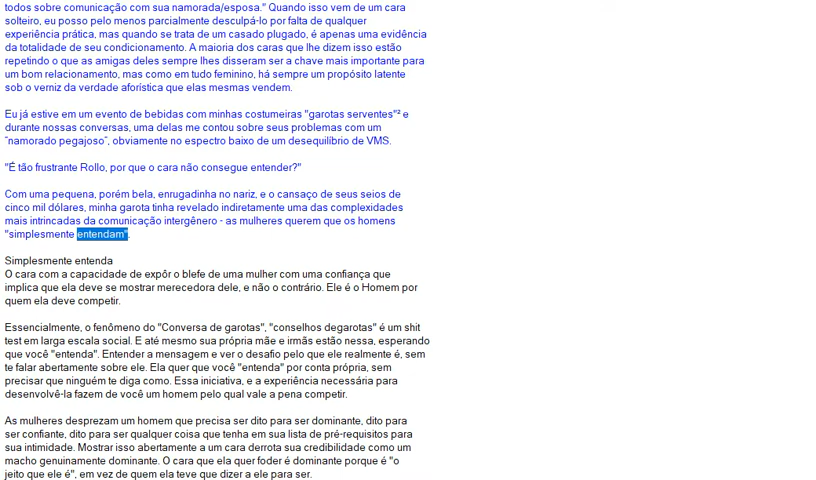 todos sobre comunicação com sua namorada/esposa." Quando isso vem de um cara
solteiro, eu posso pelo menos parcialmente desculpá-lo por falta de qualquer
experiência prática, mas quando se trata de um casado plugado, é apenas uma evidência
da totalidade de seu condicionamento. A maioria dos caras que lhe dizem isso estão
repetindo o que as amigas deles sempre lhes disseram ser a chave mais importante para
um bom relacionamento, mas como em tudo feminino, há sempre um propósito latente
sob o verniz da verdade aforística que elas mesmas vendem.
Eu já estive em um evento de bebidas com minhas costumeiras "garotas serventes"² e
durante nossas conversas, uma delas me contou sobre seus problemas com um
"namorado pegajoso", obviamente no espectro baixo de um desequilíbrio de VMS.
"É tão frustrante Rollo, por que o cara não consegue entender?"
Com uma pequena, porém bela, enrugadinha no nariz, e o cansaço de seus seios de
cinco mil dólares, minha garota tinha revelado indiretamente uma das complexidades
mais intrincadas da comunicação intergênero - as mulheres querem que os homens
"simplesmente entendam".
Simplesmente entenda
O cara com a capacidade de expôr o blefe de uma mulher com uma confiança que
implica que ela deve se mostrar merecedora dele, e não o contrário. Ele é o Homem por
quem ela deve competir.
Essencialmente, o fenômeno do "Conversa de garotas", "conselhos degarotas" é um shit
test em larga escala social. E até mesmo sua própria mãe e irmãs estão nessa, esperando
que você "entenda". Entender a mensagem e ver o desafio pelo que ele realmente é, sem
te falar abertamente sobre ele. Ela quer que você "entenda" por conta própria, sem
precisar que ninguém te diga como. Essa iniciativa, e a experiência necessária para
desenvolvê-la fazem de você um homem pelo qual vale a pena competir.
As mulheres desprezam um homem que precisa ser dito para ser dominante, dito para
ser confiante, dito para ser qualquer coisa que tenha em sua lista de pré-requisitos para
sua intimidade. Mostrar isso abertamente a um cara derrota sua credibilidade como um
macho genuinamente dominante. O cara que ela quer foder é dominante porque é "o
jeito que ele é", em vez de quem ela teve que dizer a ele para ser.